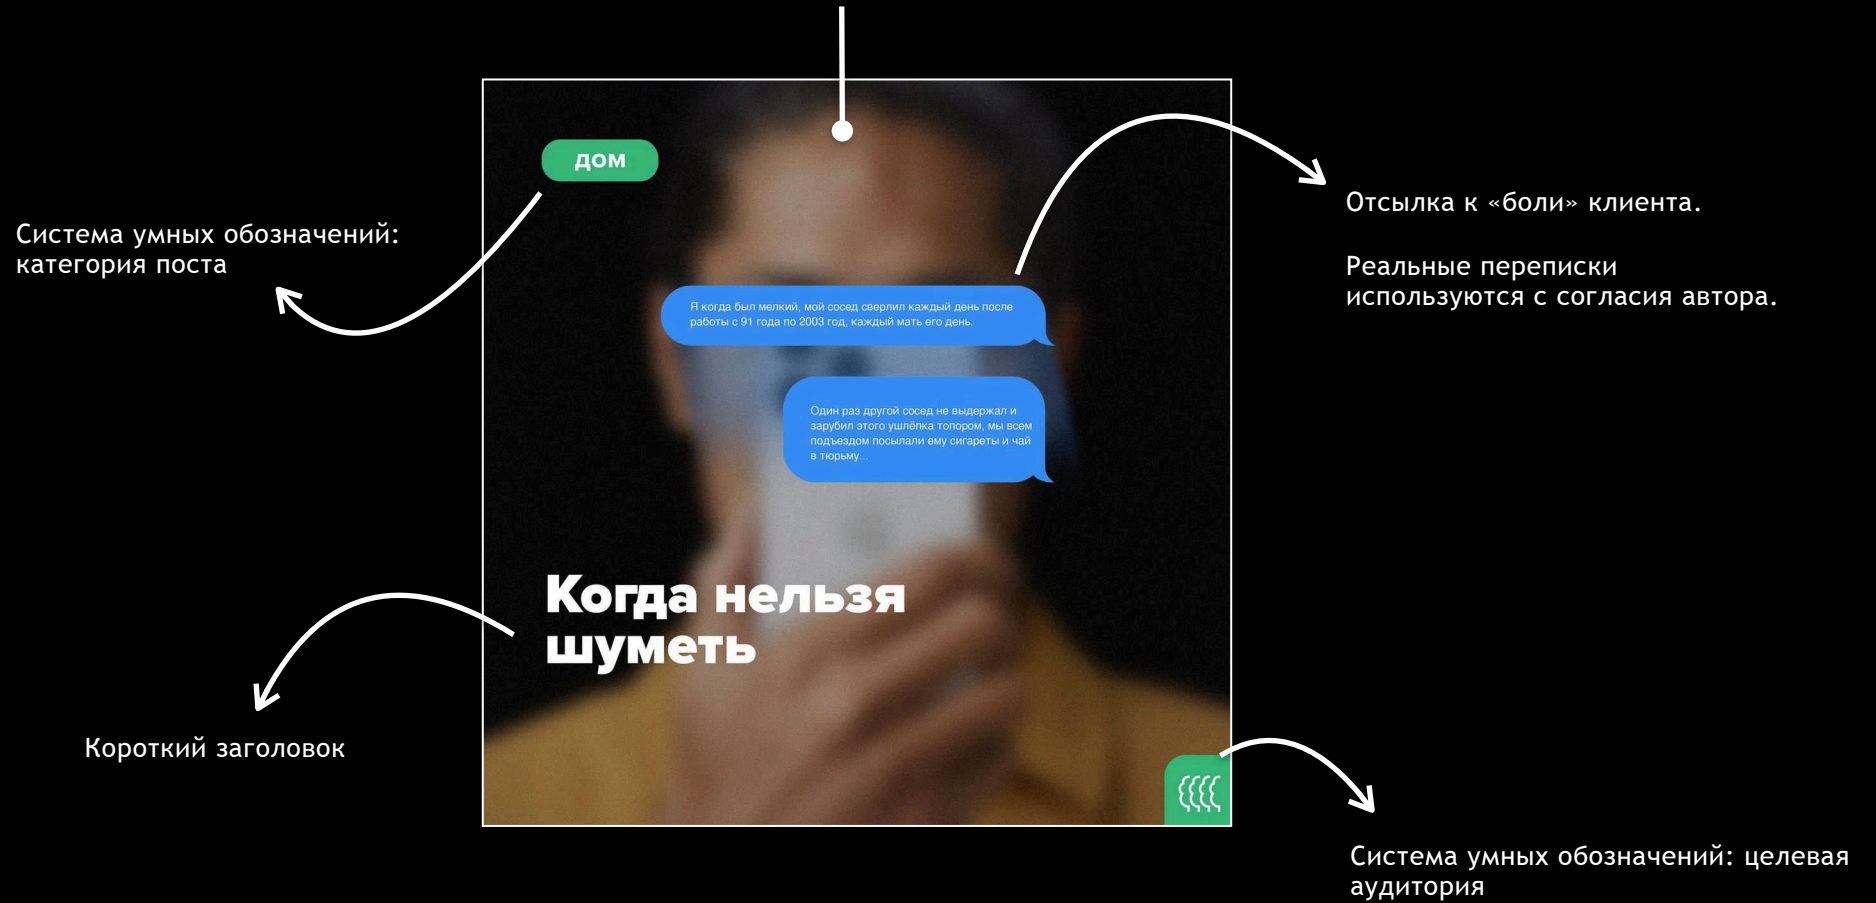 дом
Система умных обозначений:
категория поста
Отсылка к «боли» клиента.
Реальные переписки
используются с согласия автора.
Я когда был мелкий, мой сосед сверлил каждый день после
работы с 91 года по 2003 год, каждый мать его день.
Один раз другой сосед не выдержал и
зарубил этого ушлёпка топором, мы всем
подъездом посылали ему сигареты и чай
в тюрьму...
Когда нельзя
шуметь
Короткий заголовок
Система умных обозначений: целевая
аудитория